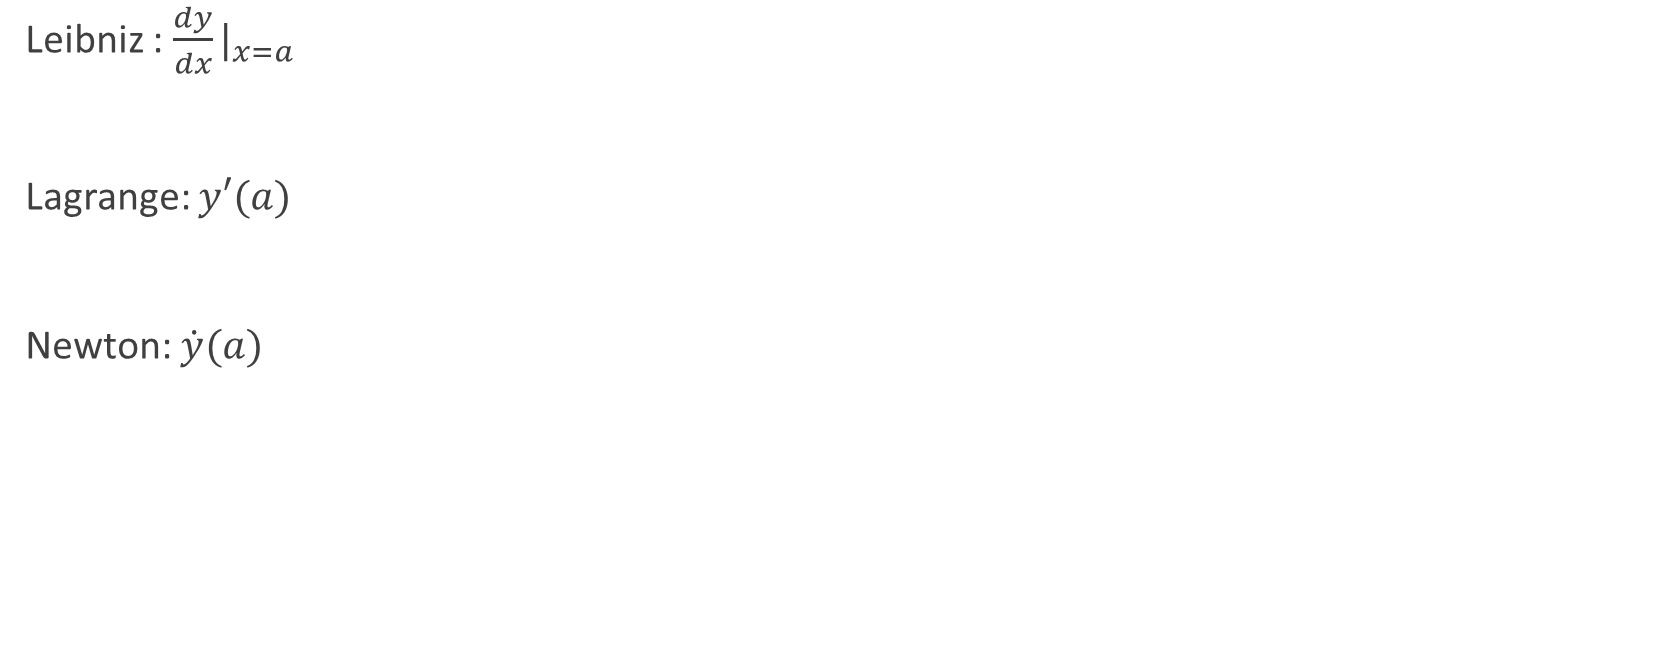 Leibniz : dy/dx |x=a
Lagrange: y′(a)
Newton: ẏ(a)